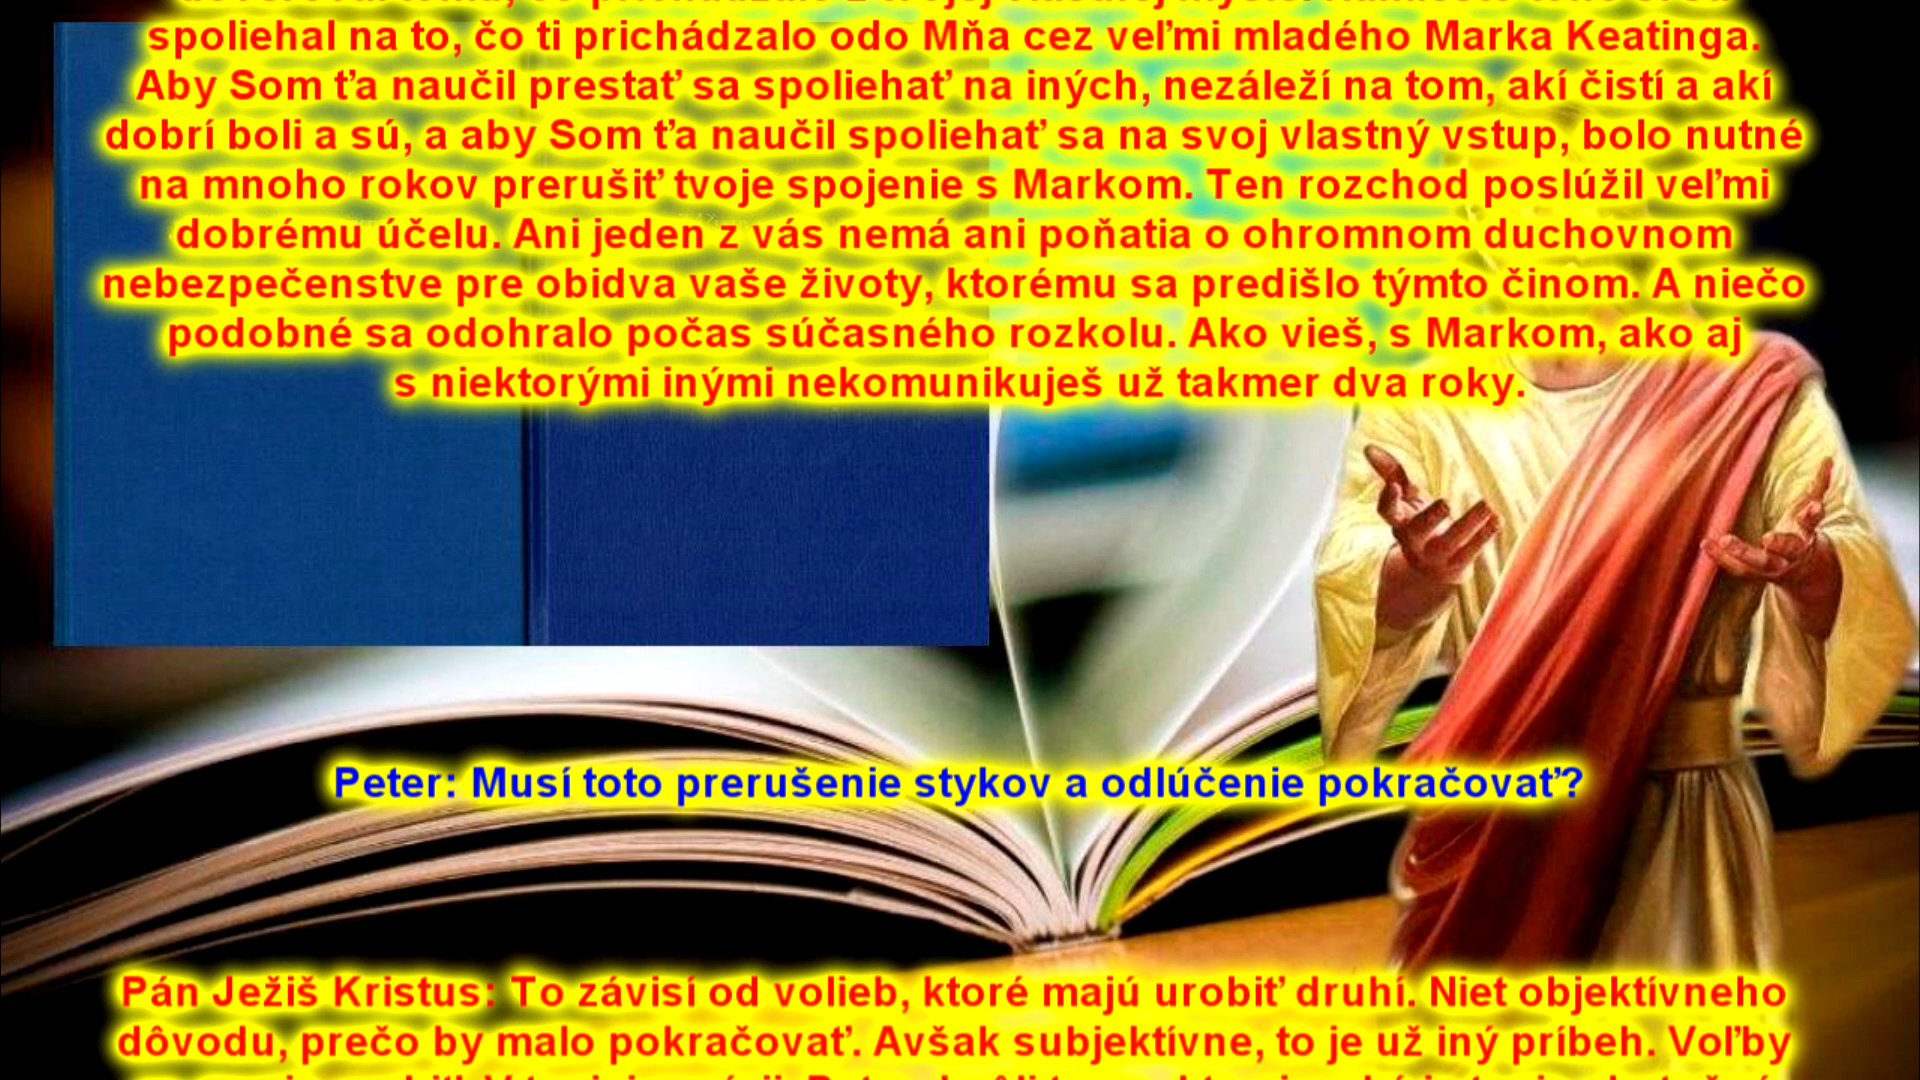 spoliehal na to, čo ti prichádzalo odo Mňa cez veľmi mladého Marka Keatinga.
Aby Som ťa naučil prestať sa spoliehať na iných, nezáleží na tom, akí čistí a akí
dobrí boli a sú, a aby Som ťa naučil spoliehať sa na svoj vlastný vstup, bolo nutné
na mnoho rokov prerušiť tvoje spojenie s Markom. Ten rozchod poslúžil veľmi
dobrému účelu. Ani jeden z vás nemá ani poňatia o ohromnom duchovnom
nebezpečenstve pre obidva vaše životy, ktorému sa predišlo týmto činom. A niečo
podobné sa odohralo počas súčasného rozkolu. Ako vieš, s Markom, ako aj
s niektorými inými nekomunikuješ už takmer dva roky.
Peter: Musí toto prerušenie stykov a odlúčenie pokračovať?
Pán Ježiš Kristus: To závisí od volieb, ktoré majú urobiť druhí. Niet objektívneho
dôvodu, prečo by malo pokračovať. Avšak subjektívne, to je už iný príbeh. Voľby